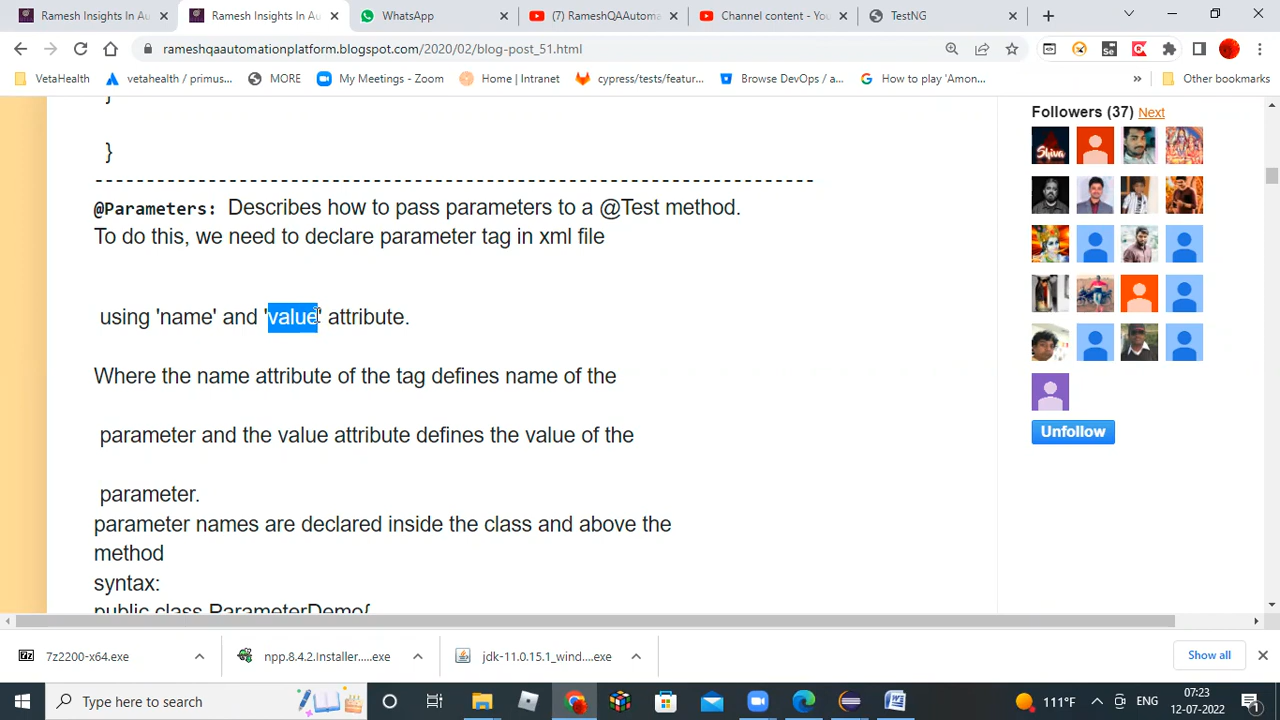 Ramesh Insights In Au
Ramesh Insights In Au
WhatsApp
(7) RameshQAAutoma
Channel content - You
TestNG
rameshqaautomationplatform.blogspot.com/2020/02/blog-post_51.html
VetaHealth
vetahealth / primus...
MORE
My Meetings - Zoom
Home | Intranet
cypress/tests/featur...
Browse DevOps / a...
How to play 'Amon...
»
Other bookmarks
}
}
@Parameters: Describes how to pass parameters to a @Test method.
To do this, we need to declare parameter tag in xml file
using 'name' and 'value' attribute.
Where the name attribute of the tag defines name of the
parameter and the value attribute defines the value of the
parameter.
parameter names are declared inside the class and above the
method
syntax:
public class ParameterDemo{
Followers (37) Next
Shiva
Unfollow
7z2200-x64.exe
npp.8.4.2.Installer.....exe
jdk-11.0.15.1_wind....exe
Show all
Type here to search
111°F
ENG
07:23
12-07-2022
1